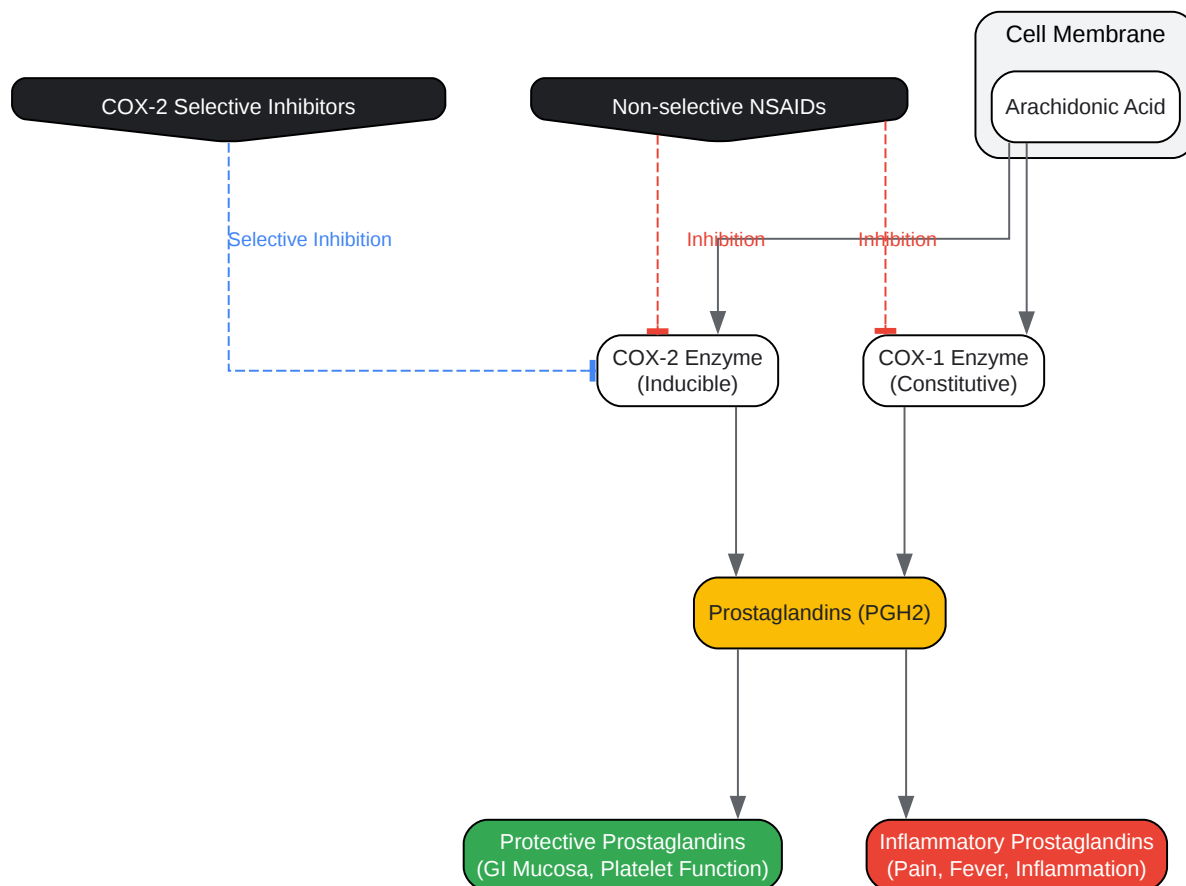 Cell Membrane
COX-2 Selective Inhibitors
Non-selective NSAIDs
Arachidonic Acid
Selective Inhibition
Inhibition
Inhibition
COX-2 Enzyme
(Inducible)
COX-1 Enzyme
(Constitutive)
Prostaglandins (PGH2)
Protective Prostaglandins
(GI Mucosa, Platelet Function)
Inflammatory Prostaglandins
(Pain, Fever, Inflammation)